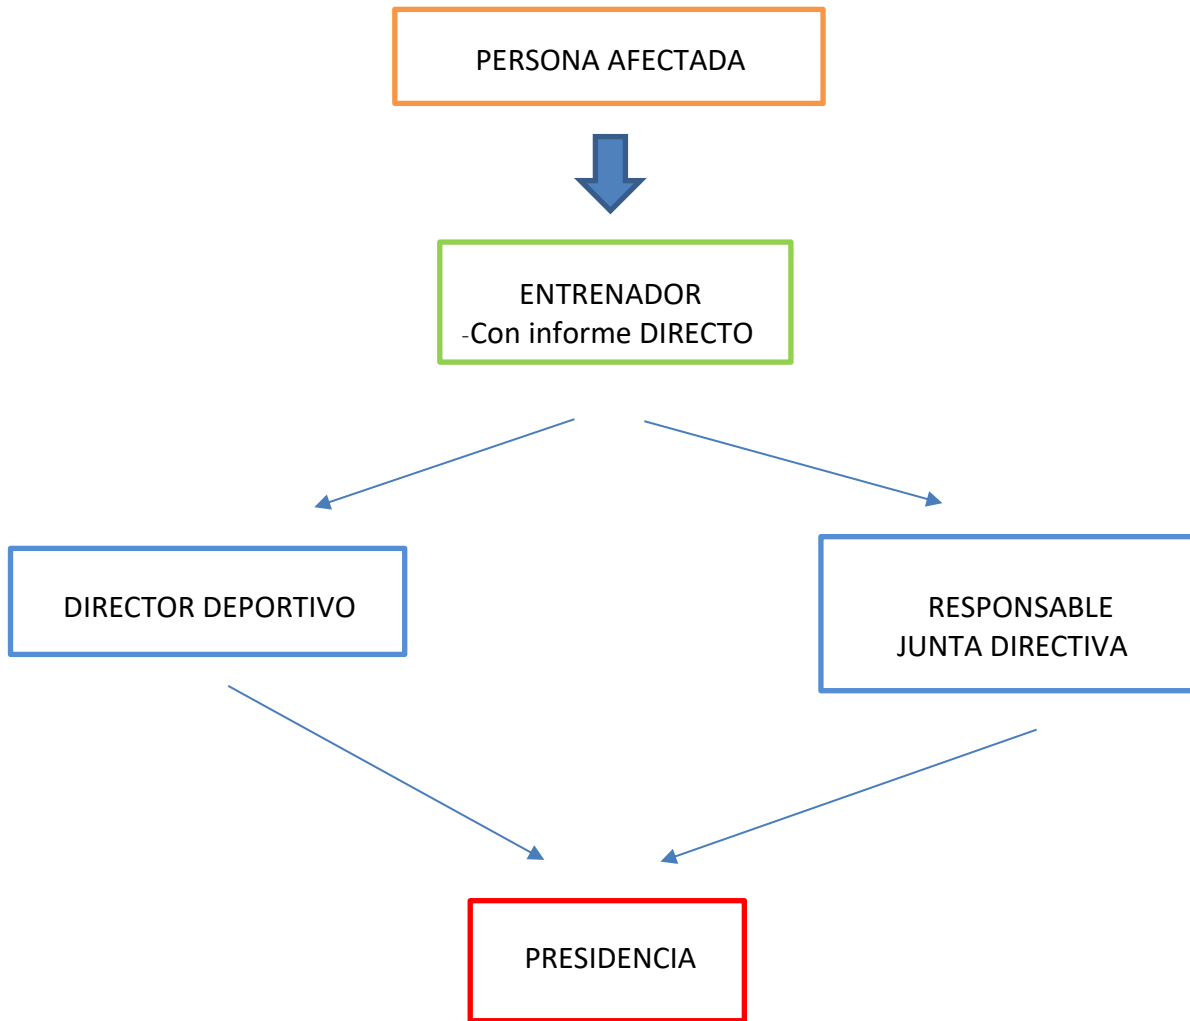 PERSONA AFECTADA
ENTRENADOR
-Con informe DIRECTO
DIRECTOR DEPORTIVO
RESPONSABLE
JUNTA DIRECTIVA
PRESIDENCIA